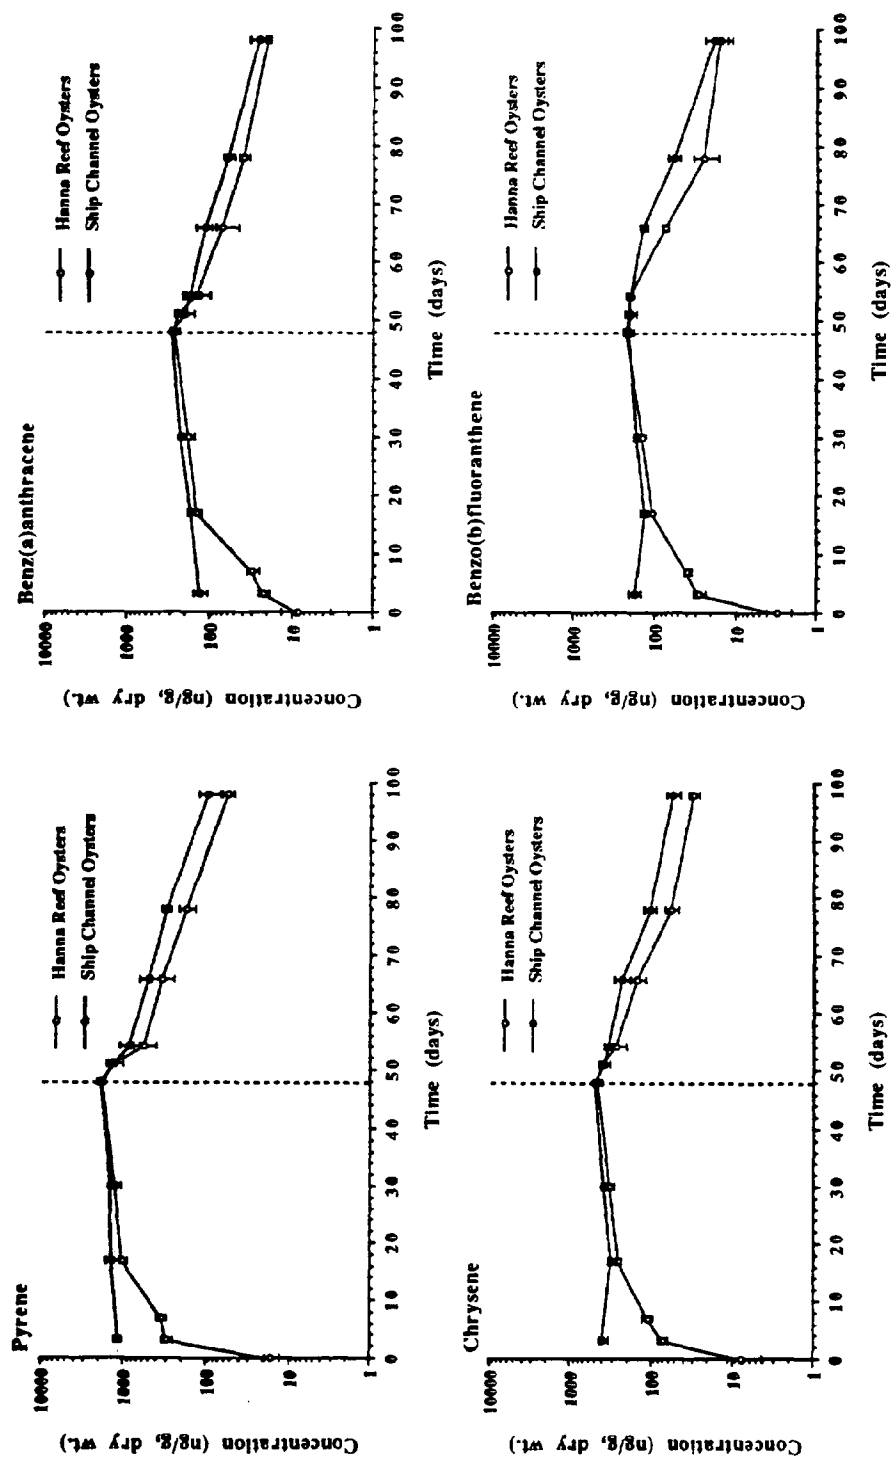 Pyrene
Concentration (ng/g, dry wt.)
10000
1000
100
10
1
Hanna Reef Oysters
Ship Channel Oysters
0 10 20 30 40 50 60 70 80 90 100
Time (days)
Benz(a)anthracene
Concentration (ng/g, dry wt.)
10000
1000
100
10
1
Hanna Reef Oysters
Ship Channel Oysters
0 10 20 30 40 50 60 70 80 90 100
Time (days)
Chrysene
Concentration (ng/g, dry wt.)
10000
1000
100
10
1
Hanna Reef Oysters
Ship Channel Oysters
0 10 20 30 40 50 60 70 80 90 100
Time (days)
Benzo(b)fluoranthene
Concentration (ng/g, dry wt.)
10000
1000
100
10
1
Hanna Reef Oysters
Ship Channel Oysters
0 10 20 30 40 50 60 70 80 90 100
Time (days)